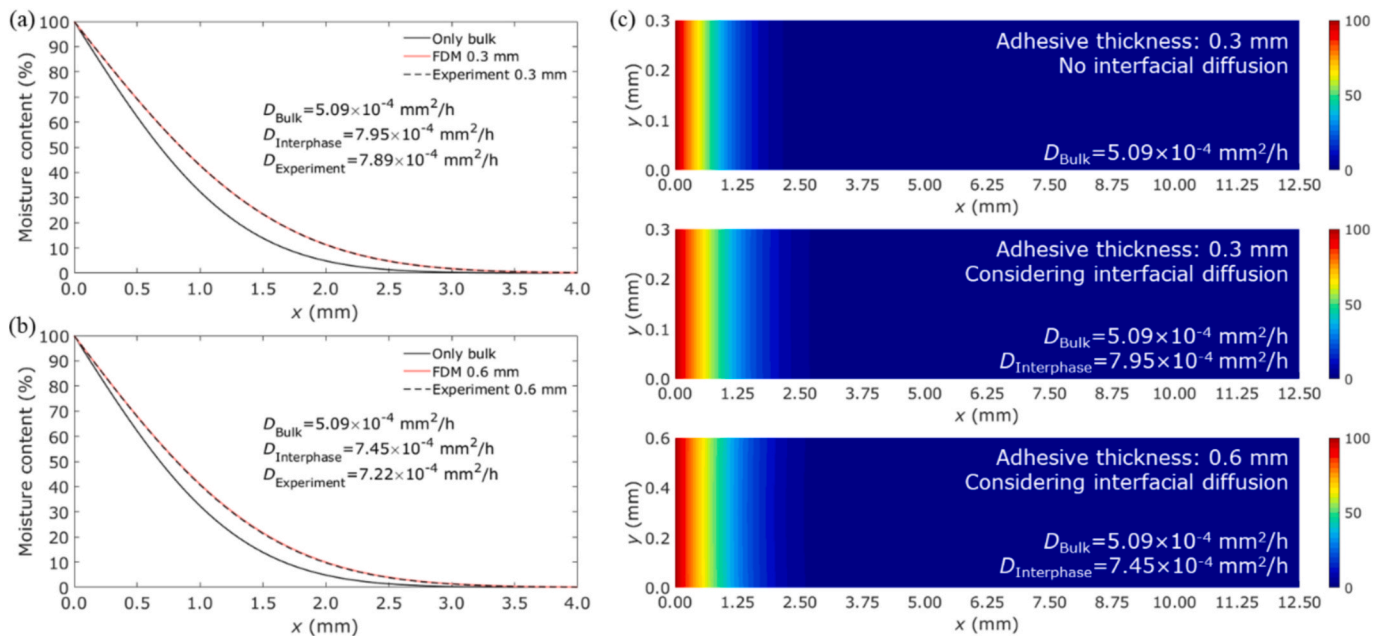 (a)
100
90
80
70
60
50
40
30
20
10
0
Moisture content (%)
Only bulk
FDM 0.3 mm
Experiment 0.3 mm
D_Bulk=5.09×10⁻⁴ mm²/h
D_Interphase=7.95×10⁻⁴ mm²/h
D_Experiment=7.89×10⁻⁴ mm²/h
0.0 0.5 1.0 1.5 2.0 2.5 3.0 3.5 4.0
x (mm)
(b)
100
90
80
70
60
50
40
30
20
10
0
Moisture content (%)
Only bulk
FDM 0.6 mm
Experiment 0.6 mm
D_Bulk=5.09×10⁻⁴ mm²/h
D_Interphase=7.45×10⁻⁴ mm²/h
D_Experiment=7.22×10⁻⁴ mm²/h
0.0 0.5 1.0 1.5 2.0 2.5 3.0 3.5 4.0
x (mm)
(c)
0.3
0.2
0.1
0.0
y (mm)
Adhesive thickness: 0.3 mm
No interfacial diffusion
D_Bulk=5.09×10⁻⁴ mm²/h
100
50
0
0.00 1.25 2.50 3.75 5.00 6.25 7.50 8.75 10.00 11.25 12.50
x (mm)
0.3
0.2
0.1
0.0
y (mm)
Adhesive thickness: 0.3 mm
Considering interfacial diffusion
D_Bulk=5.09×10⁻⁴ mm²/h
D_Interphase=7.95×10⁻⁴ mm²/h
100
50
0
0.00 1.25 2.50 3.75 5.00 6.25 7.50 8.75 10.00 11.25 12.50
x (mm)
0.6
0.4
0.2
0.0
y (mm)
Adhesive thickness: 0.6 mm
Considering interfacial diffusion
D_Bulk=5.09×10⁻⁴ mm²/h
D_Interphase=7.45×10⁻⁴ mm²/h
100
50
0
0.00 1.25 2.50 3.75 5.00 6.25 7.50 8.75 10.00 11.25 12.50
x (mm)